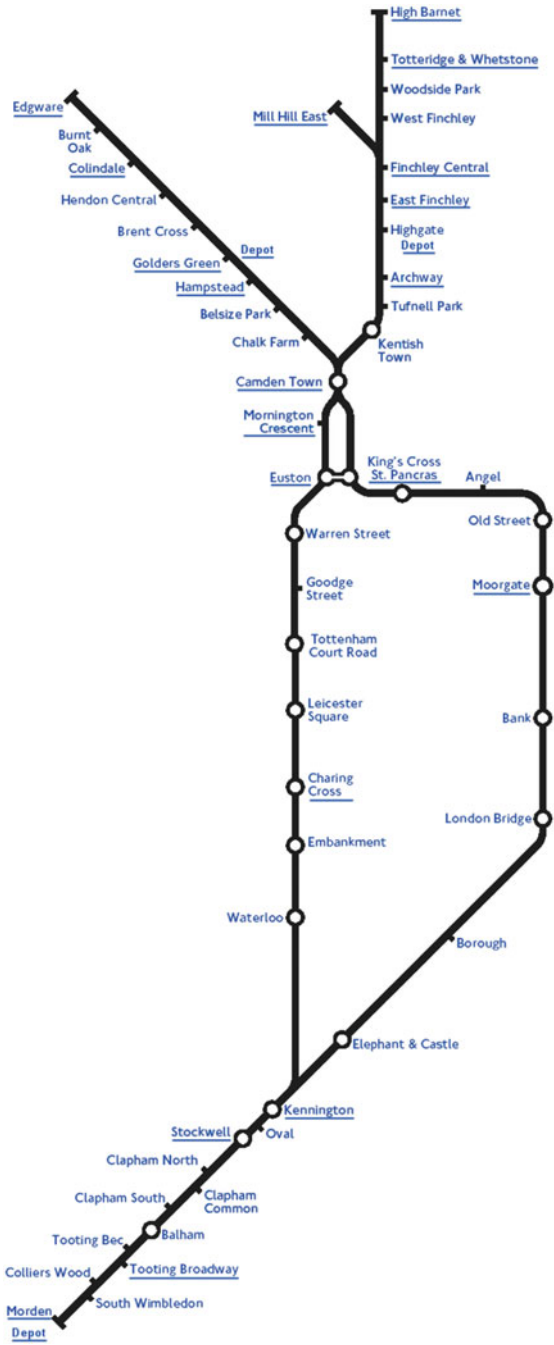 High Barnet
Totteridge & Whetstone
Woodside Park
Edgware
Mill Hill East
West Finchley
Burnt
Oak
Colindale
Finchley Central
Hendon Central
East Finchley
Brent Cross
Highgate
Depot
Depot
Golders Green
Hampstead
Archway
Belsize Park
Tufnell Park
Chalk Farm
Kentish
Town
Camden Town
Mornington
Crescent
King's Cross
St. Pancras
Euston
Angel
Old Street
Warren Street
Goodge
Street
Moorgate
Tottenham
Court Road
Leicester
Square
Bank
Charing
Cross
London Bridge
Embankment
Waterloo
Borough
Elephant & Castle
Kennington
Stockwell
Oval
Clapham North
Clapham South
Clapham
Common
Tooting Bec
Balham
Colliers Wood
Tooting Broadway
Morden
South Wimbledon
Depot